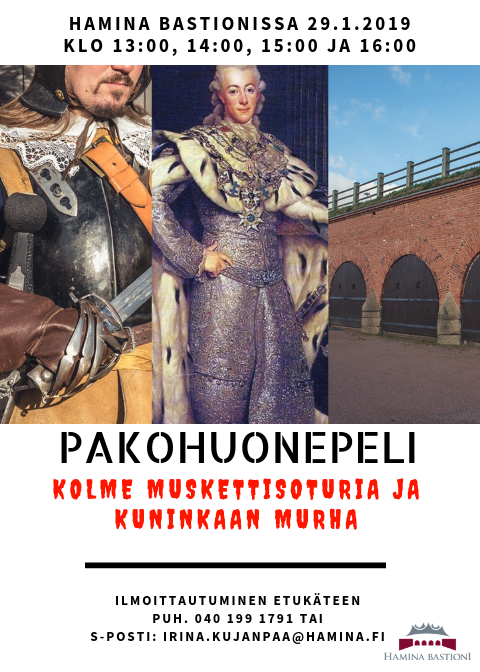 HAMINA BASTIONISSA 29.1.2019
KLO 13:00, 14:00, 15:00 JA 16:00
PAKOHUONEPELI
KOLME MUSKETTISOTURIA JA
KUNINKAAN MURHA
ILMOITTAUTUMINEN ETUKÄTEEN
PUH. 040 199 1791 TAI
S-POSTI: IRINA.KUJANPAA@HAMINA.FI
HAMINA BASTIONI